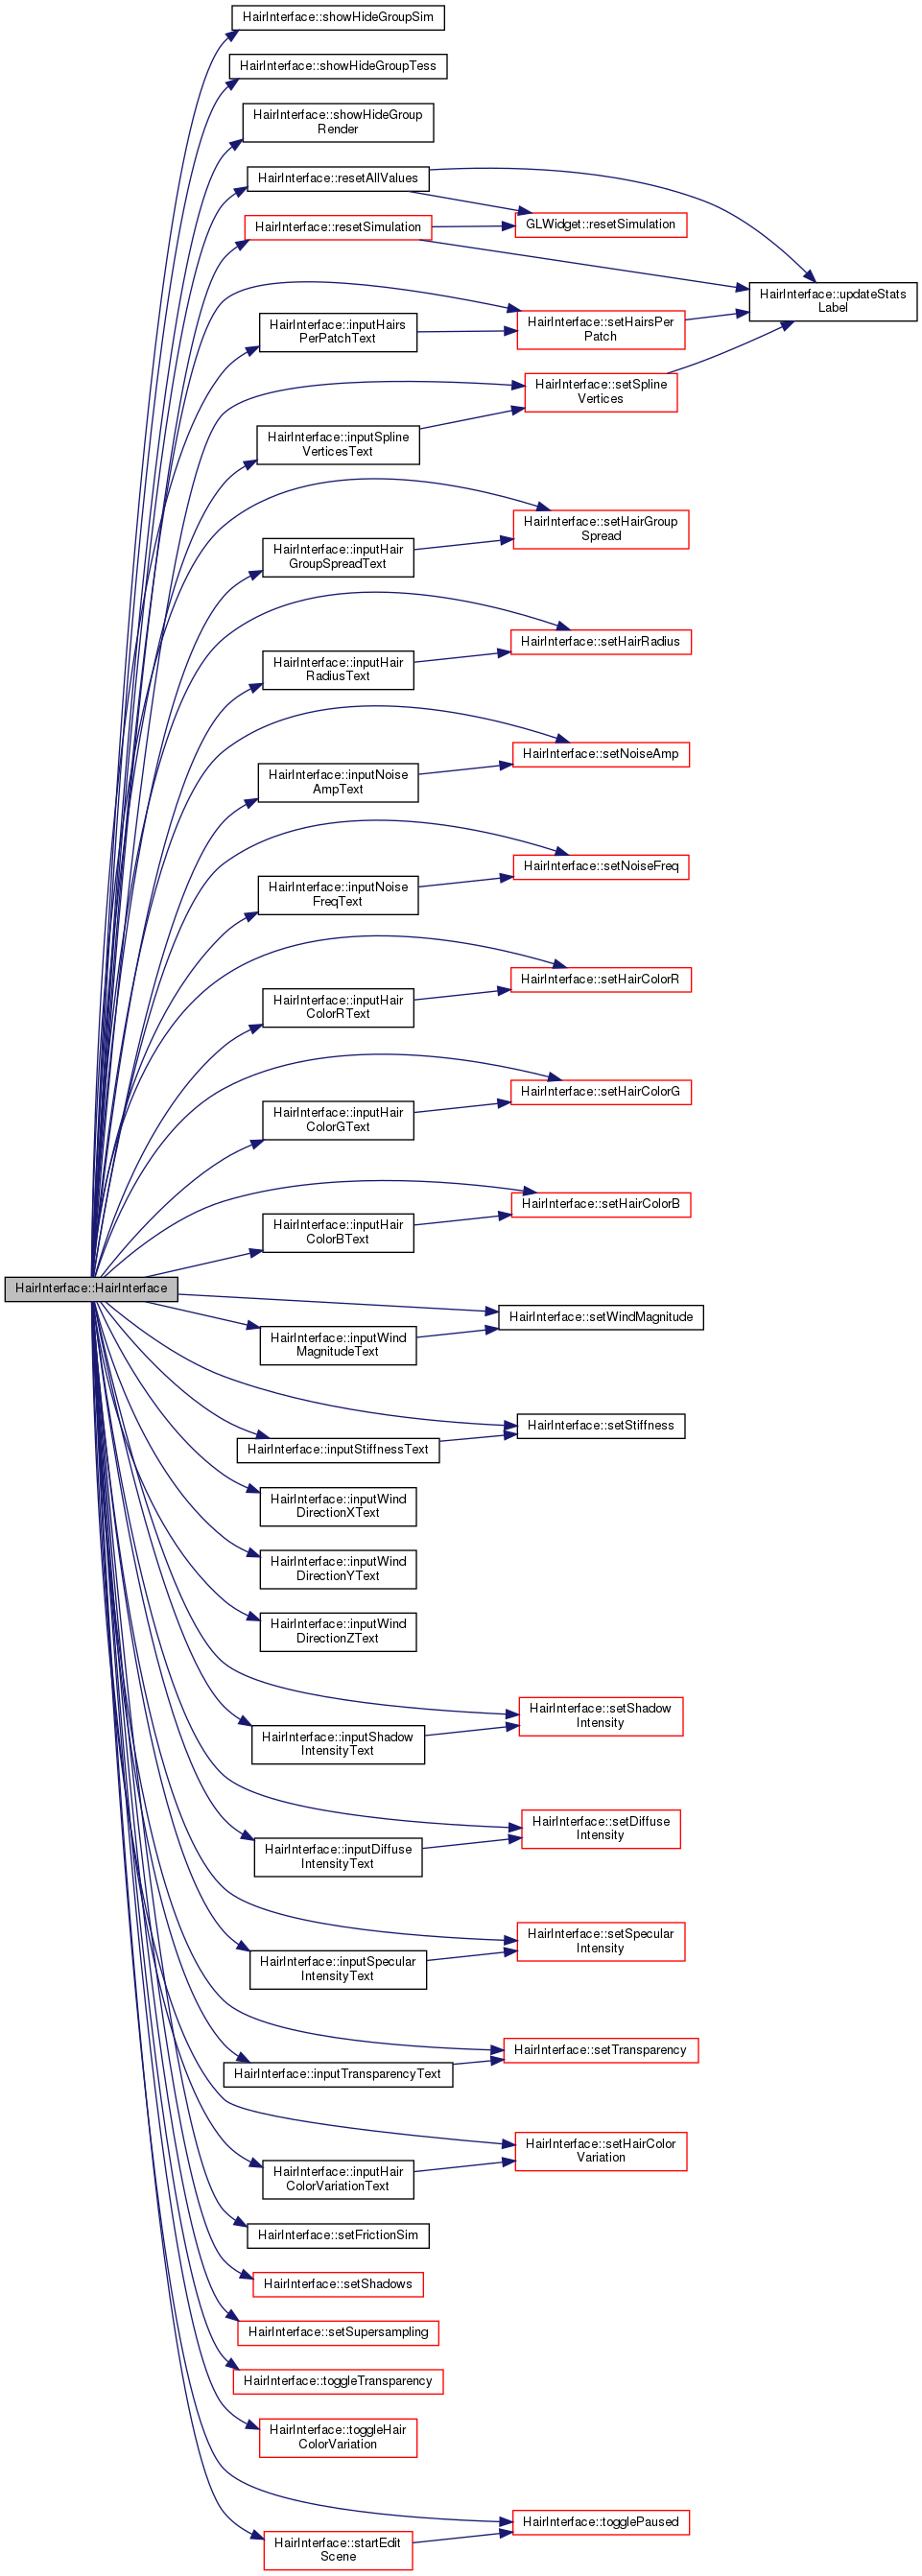 HairInterface::showHideGroupSim
HairInterface::showHideGroupTess
HairInterface::showHideGroup
Render
HairInterface::resetAllValues
HairInterface::resetSimulation
GLWidget::resetSimulation
HairInterface::updateStats
Label
HairInterface::inputHairs
PerPatchText
HairInterface::setHairsPer
Patch
HairInterface::setSpline
Vertices
HairInterface::inputSpline
VerticesText
HairInterface::setHairGroup
Spread
HairInterface::inputHair
GroupSpreadText
HairInterface::setHairRadius
HairInterface::inputHair
RadiusText
HairInterface::setNoiseAmp
HairInterface::inputNoise
AmpText
HairInterface::setNoiseFreq
HairInterface::inputNoise
FreqText
HairInterface::setHairColorR
HairInterface::inputHair
ColorRText
HairInterface::setHairColorG
HairInterface::inputHair
ColorGText
HairInterface::setHairColorB
HairInterface::inputHair
ColorBText
HairInterface::HairInterface
HairInterface::setWindMagnitude
HairInterface::inputWind
MagnitudeText
HairInterface::setStiffness
HairInterface::inputStiffnessText
HairInterface::inputWind
DirectionXText
HairInterface::inputWind
DirectionYText
HairInterface::inputWind
DirectionZText
HairInterface::setShadow
Intensity
HairInterface::inputShadow
IntensityText
HairInterface::setDiffuse
Intensity
HairInterface::inputDiffuse
IntensityText
HairInterface::setSpecular
Intensity
HairInterface::inputSpecular
IntensityText
HairInterface::setTransparency
HairInterface::inputTransparencyText
HairInterface::setHairColor
Variation
HairInterface::inputHair
ColorVariationText
HairInterface::setFrictionSim
HairInterface::setShadows
HairInterface::setSupersampling
HairInterface::toggleTransparency
HairInterface::toggleHair
ColorVariation
HairInterface::togglePaused
HairInterface::startEdit
Scene